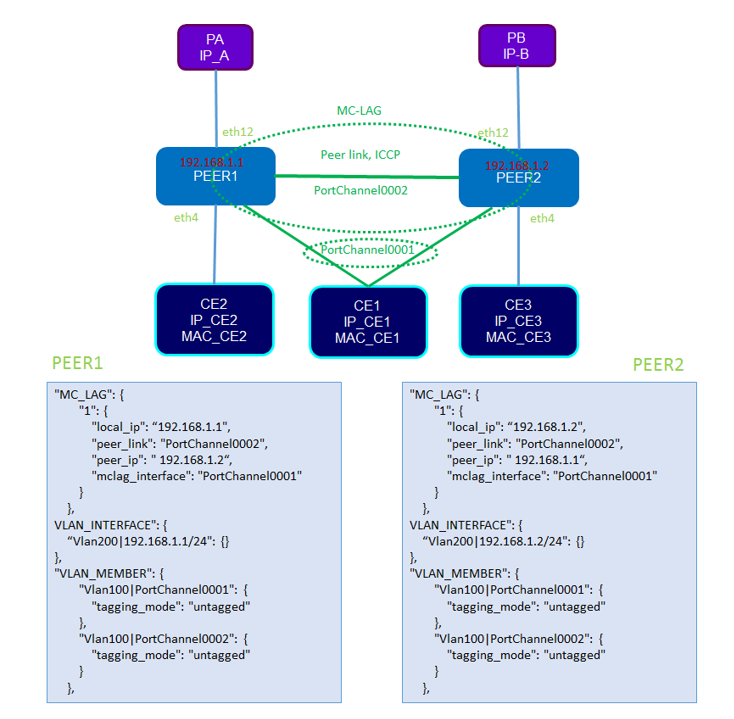 PA
IP_A
PB
IP-B
MC-LAG
eth12
eth12
Peer link, ICCP
192.168.1.1
PEER1
192.168.1.2
PEER2
PortChannel0002
eth4
eth4
PortChannel0001
CE2
IP_CE2
MAC_CE2
CE1
IP_CE1
MAC_CE1
CE3
IP_CE3
MAC_CE3
PEER1
"MC_LAG": {
"1": {
"local_ip": “192.168.1.1",
"peer_link": "PortChannel0002",
"peer_ip": " 192.168.1.2“,
"mclag_interface": "PortChannel0001"
}
},
VLAN_INTERFACE": {
“Vlan200|192.168.1.1/24": {}
},
"VLAN_MEMBER": {
"Vlan100|PortChannel0001": {
"tagging_mode": "untagged"
},
"Vlan100|PortChannel0002": {
"tagging_mode": "untagged"
}
},
PEER2
"MC_LAG": {
"1": {
"local_ip": “192.168.1.2",
"peer_link": "PortChannel0002",
"peer_ip": " 192.168.1.1“,
"mclag_interface": "PortChannel0001"
}
},
VLAN_INTERFACE": {
“Vlan200|192.168.1.2/24": {}
},
"VLAN_MEMBER": {
"Vlan100|PortChannel0001": {
"tagging_mode": "untagged"
},
"Vlan100|PortChannel0002": {
"tagging_mode": "untagged"
}
},